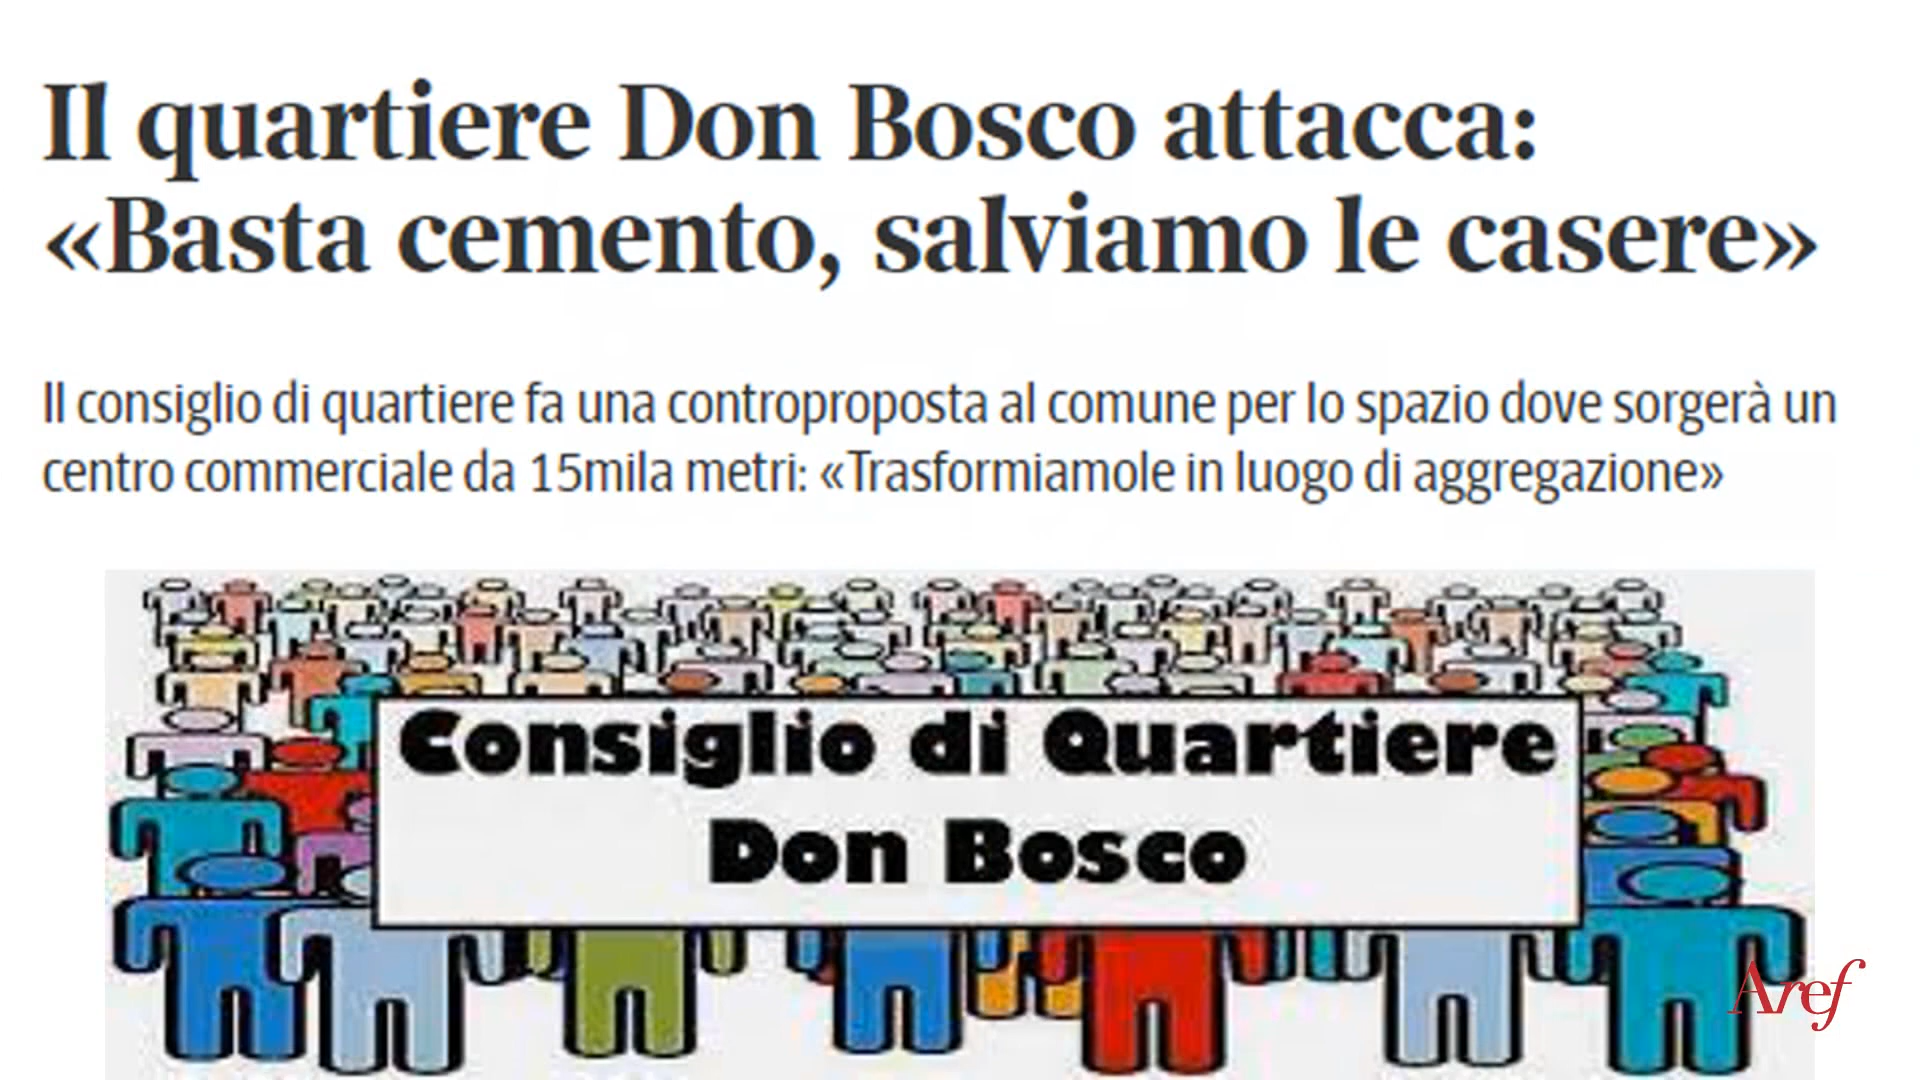 Il quartiere Don Bosco attacca:
«Basta cemento, salviamo le casere»
Il consiglio di quartiere fa una controproposta al comune per lo spazio dove sorgerà un
centro commerciale da 15mila metri: «Trasformiamole in luogo di aggregazione»
Consiglio di Quartiere
Don Bosco
Aref